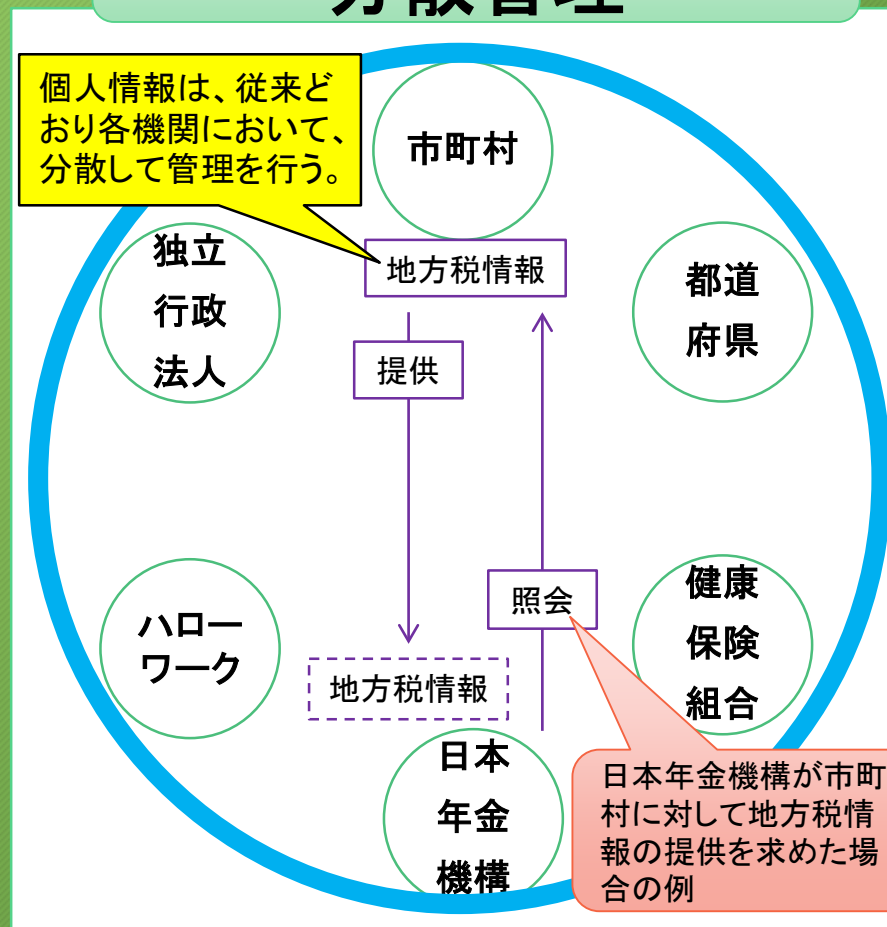 分散管理
個人情報は、従来ど
おり各機関において、
分散して管理を行う。
市町村
独立
行政
法人
地方税情報
都道
府県
提供
照会
ハロー
ワーク
健康
保険
組合
地方税情報
日本
年金
機構
日本年金機構が市町
村に対して地方税情
報の提供を求めた場
合の例